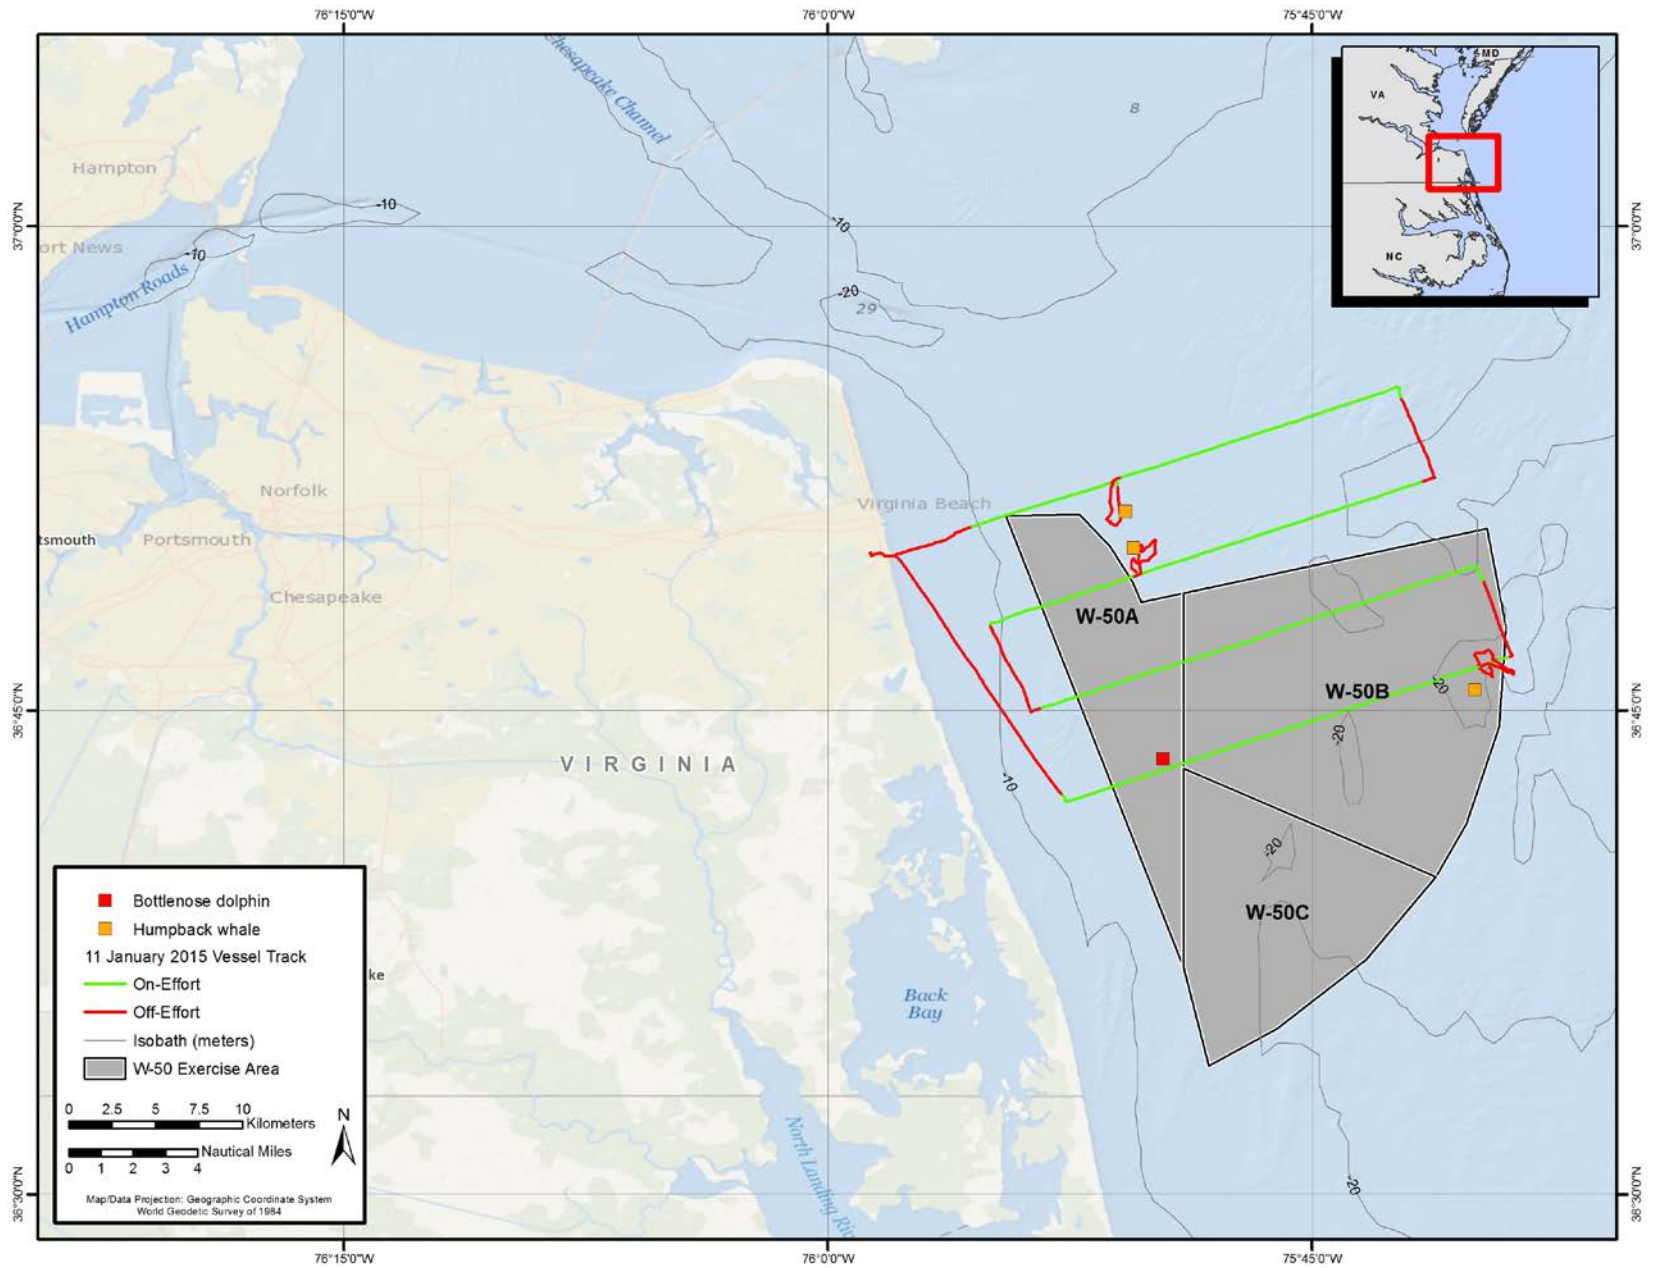 76°15'0"W
76°0'0"W
75°45'0"W
Chesapeake Channel
8
MD
VA
NC
Hampton
-10
37°0'0"N
37°0'0"N
-10
ort News
-10
Hampton Roads
-20
29
Norfolk
Virginia Beach
tsmouth
Portsmouth
Chesapeake
W-50A
W-50B
-20
36°45'0"N
36°45'0"N
-20
VIRGINIA
-10
-20
W-50C
Bottlenose dolphin
Humpback whale
11 January 2015 Vessel Track
On-Effort
Off-Effort
Isobath (meters)
W-50 Exercise Area
0 2.5 5 7.5 10
Kilometers
Nautical Miles
0 1 2 3 4
N
Map/Data Projection: Geographic Coordinate System
World Geodetic Survey of 1984
ke
Back
Bay
North Landing Riv
-20
36°30'0"N
36°30'0"N
76°15'0"W
76°0'0"W
75°45'0"W